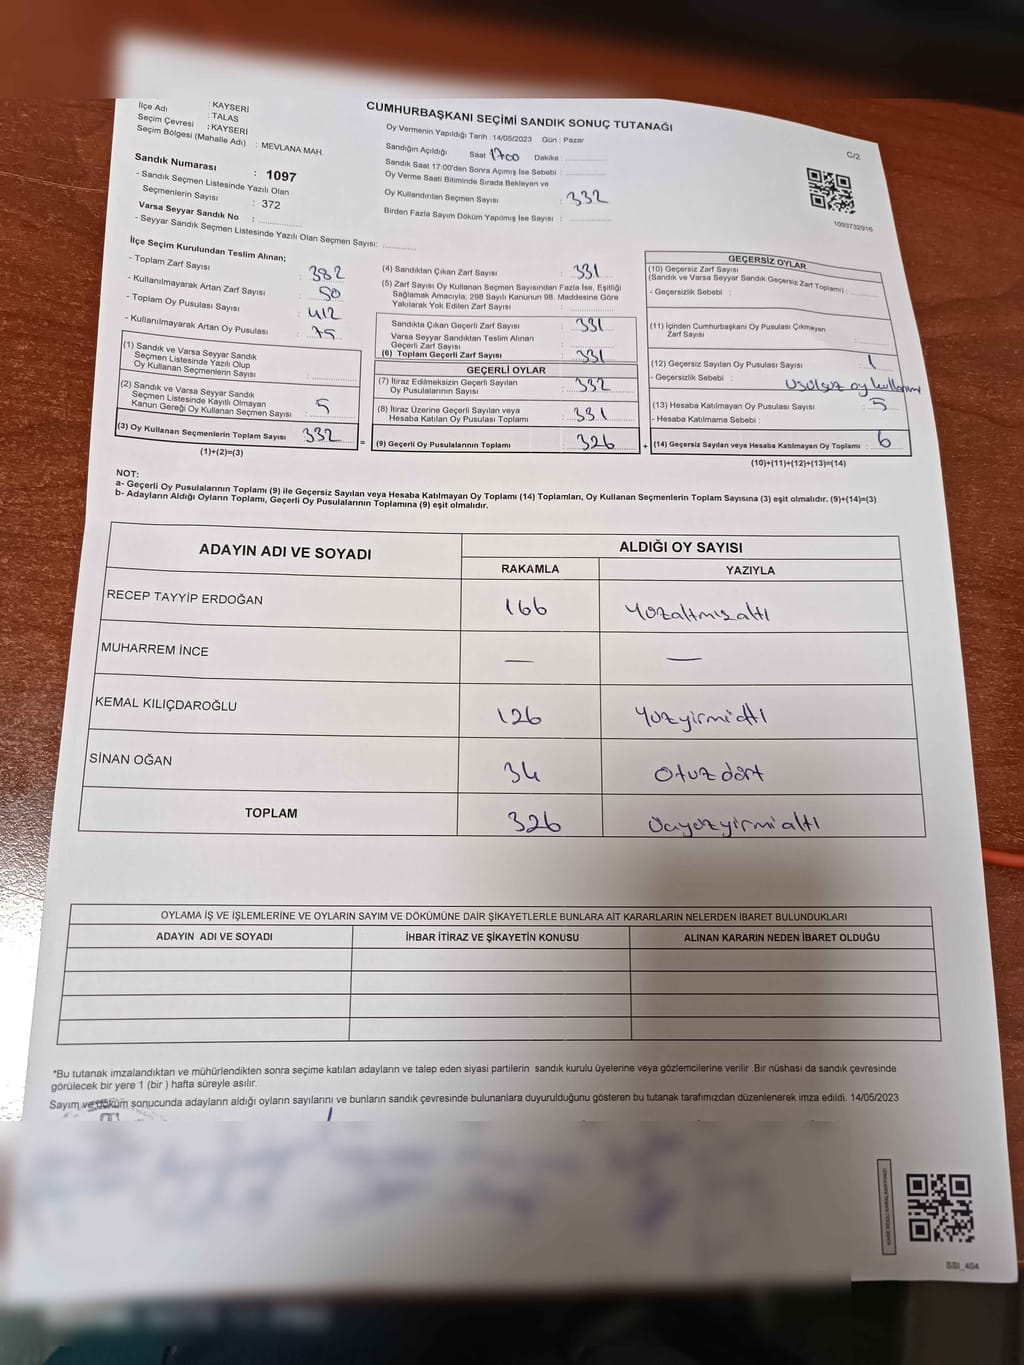 CUMHURBAŞKANI SEÇİMİ SANDIK SONUÇ TUTANAĞI
C/2
: KAYSERİ
İlçe Adı : TALAS
Seçim Çevresi : KAYSERİ
Seçim Bölgesi (Mahalle Adı) : MEVLANA MAH.
Sandık Numarası : 1097
- Sandık Seçmen Listesinde Yazılı Olan
Seçmenlerin Sayısı : 372
Varsa Seyyar Sandık No :
- Seyyar Sandık Seçmen Listesinde Yazılı Olan Seçmen Sayısı:
Oy Vermenin Yapıldığı Tarih : 14/05/2023 Gün : Pazar
Sandığın Açıldığı Saat 1700 Dakika :
Sandık Saat 17:00'den Sonra Açımış İse Sebebi :
Oy Verme Saati Bitiminde Sırada Bekleyen ve
Oy Kullandırılan Seçmen Sayısı : 332
Birden Fazla Sayım Döküm Yapılmış İse Sayısı :
1093732916
İlçe Seçim Kurulundan Teslim Alınan;
- Toplam Zarf Sayısı : 382
- Kullanılmayarak Artan Zarf Sayısı : 50
- Toplam Oy Pusulası Sayısı : 412
- Kullanılmayarak Artan Oy Pusulası : 75
(1) Sandık ve Varsa Seyyar Sandık
Seçmen Listesinde Yazılı Olup
Oy Kullanan Seçmenlerin Sayısı :
(2) Sandık ve Varsa Seyyar Sandık
Seçmen Listesinde Kayıtlı Olmayan
Kanun Gereği Oy Kullanan Seçmen Sayısı : 5
(3) Oy Kullanan Seçmenlerin Toplam Sayısı : 332
(1)+(2)=(3)
(4) Sandıktan Çıkan Zarf Sayısı : 331
(5) Zarf Sayısı Oy Kullanan Seçmen Sayısından Fazla İse, Eşitliği
Sağlamak Amacıyla, 298 Sayılı Kanunun 98. Maddesine Göre
Yakılarak Yok Edilen Zarf Sayısı :
Sandıkta Çıkan Geçerli Zarf Sayısı : 331
Varsa Seyyar Sandıktan Teslim Alınan
Geçerli Zarf Sayısı :
(6) Toplam Geçerli Zarf Sayısı : 331
GEÇERLİ OYLAR
(7) İtiraz Edilmeksizin Geçerli Sayılan
Oy Pusulalarının Sayısı : 332
(8) İtiraz Üzerine Geçerli Sayılan veya
Hesaba Katılan Oy Pusulası Toplamı : 331
= (9) Geçerli Oy Pusulalarının Toplamı : 326
GEÇERSİZ OYLAR
(10) Geçersiz Zarf Sayısı
(Sandık ve Varsa Seyyar Sandık Geçersiz Zarf Toplamı) :
- Geçersizlik Sebebi :
(11) İçinden Cumhurbaşkanı Oy Pusulası Çıkmayan
Zarf Sayısı :
(12) Geçersiz Sayılan Oy Pusulası Sayısı : 1
- Geçersizlik Sebebi : usulsüz oy kullanımı
(13) Hesaba Katılmayan Oy Pusulası Sayısı : 5
- Hesaba Katılmama Sebebi :
+ (14) Geçersiz Sayılan veya Hesaba Katılmayan Oy Toplamı : 6
(10)+(11)+(12)+(13)=(14)
NOT:
a- Geçerli Oy Pusulalarının Toplamı (9) ile Geçersiz Sayılan veya Hesaba Katılmayan Oy Toplamı (14) Toplamları, Oy Kullanan Seçmenlerin Toplam Sayısına (3) eşit olmalıdır. (9)+(14)=(3)
b- Adayların Aldığı Oyların Toplamı, Geçerli Oy Pusulalarının Toplamına (9) eşit olmalıdır.
ADAYIN ADI VE SOYADI ALDIĞI OY SAYISI
RAKAMLA YAZIYLA
RECEP TAYYİP ERDOĞAN 166 Yüzaltmışaltı
MUHARREM İNCE — —
KEMAL KILIÇDAROĞLU 126 Yüzyirmialtı
SİNAN OĞAN 34 Otuzdört
TOPLAM 326 Üçyüzyirmialtı
OYLAMA İŞ VE İŞLEMLERİNE VE OYLARIN SAYIM VE DÖKÜMÜNE DAİR ŞİKAYETLERLE BUNLARA AİT KARARLARIN NELERDEN İBARET BULUNDUKLARI
ADAYIN ADI VE SOYADI İHBAR İTİRAZ VE ŞİKAYETİN KONUSU ALINAN KARARIN NEDEN İBARET OLDUĞU
*Bu tutanak imzalandıktan ve mühürlendikten sonra seçime katılan adayların ve talep eden siyasi partilerin sandık kurulu üyelerine veya gözlemcilerine verilir .Bir nüshası da sandık çevresinde
görülecek bir yere 1 (bir ) hafta süreyle asılır.
Sayım ve döküm sonucunda adayların aldığı oyların sayılarını ve bunların sandık çevresinde bulunanlara duyurulduğunu gösteren bu tutanak tarafımızdan düzenlenerek imza edildi. 14/05/2023
SSI_404